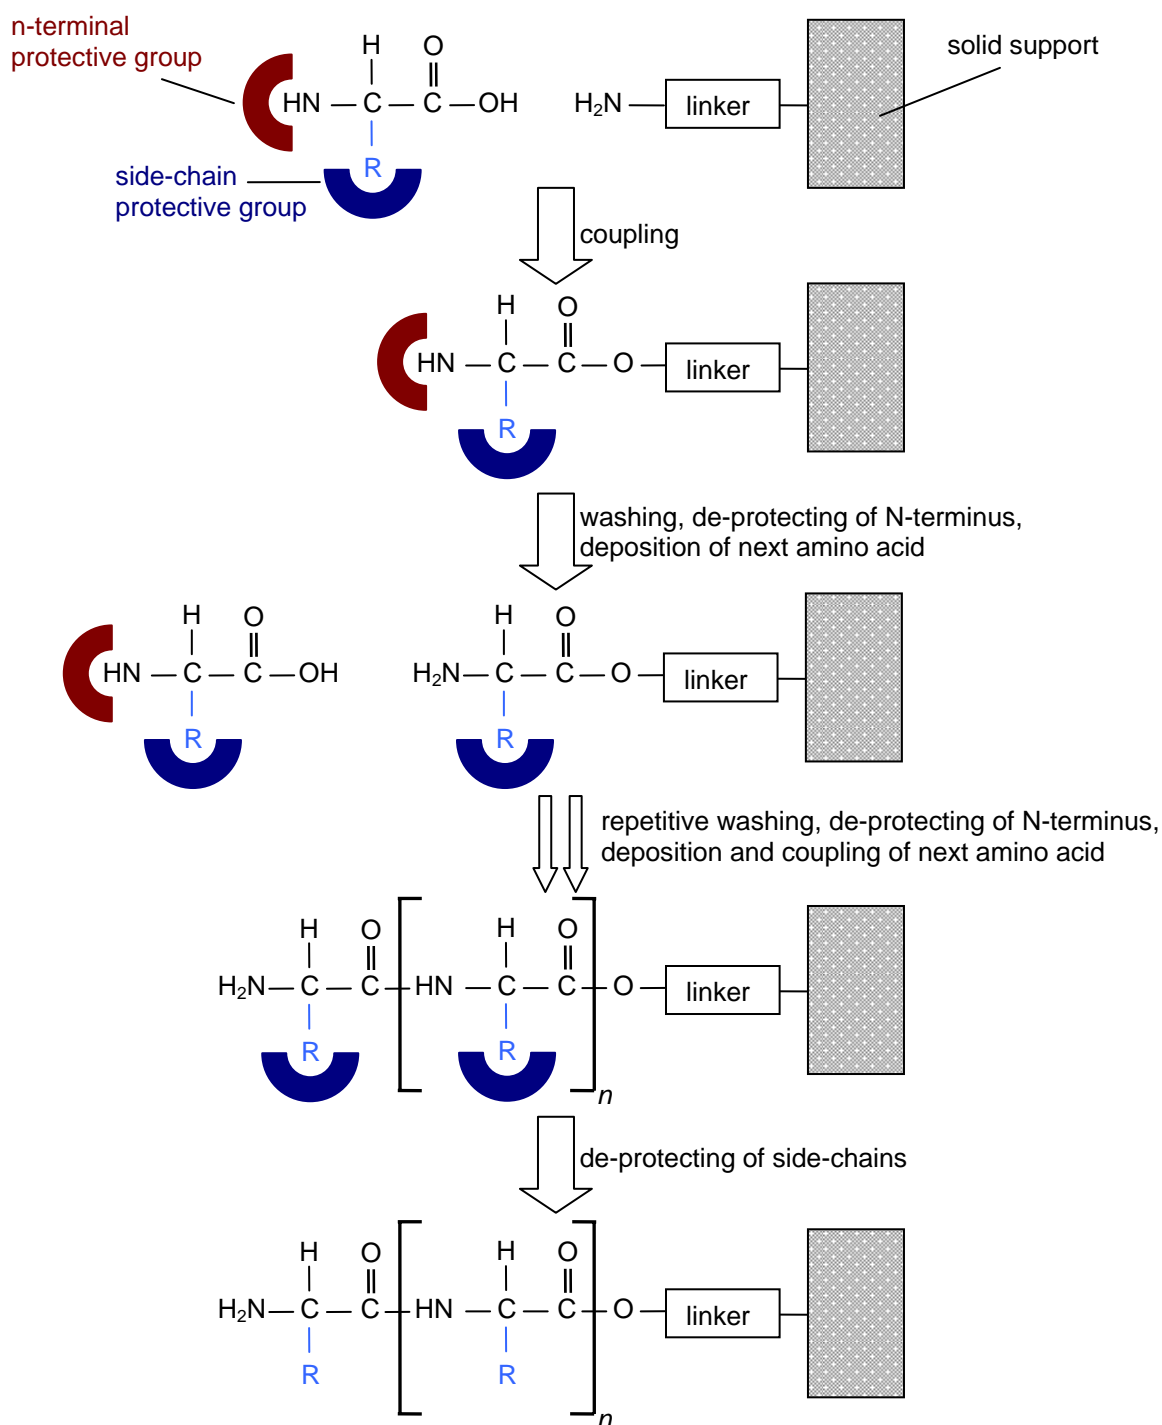 n-terminal
protective group
solid support
H
O
HN
C
C
OH
H₂N
linker
R
side-chain
protective group
coupling
H
O
HN
C
C
O
linker
R
washing, de-protecting of N-terminus,
deposition of next amino acid
H
O
H
O
HN
C
C
OH
H₂N
C
C
O
linker
R
R
repetitive washing, de-protecting of N-terminus,
deposition and coupling of next amino acid
H
O
H
O
H₂N
C
C
HN
C
C
O
linker
R
R
n
de-protecting of side-chains
H
O
H
O
H₂N
C
C
HN
C
C
O
linker
R
R
n